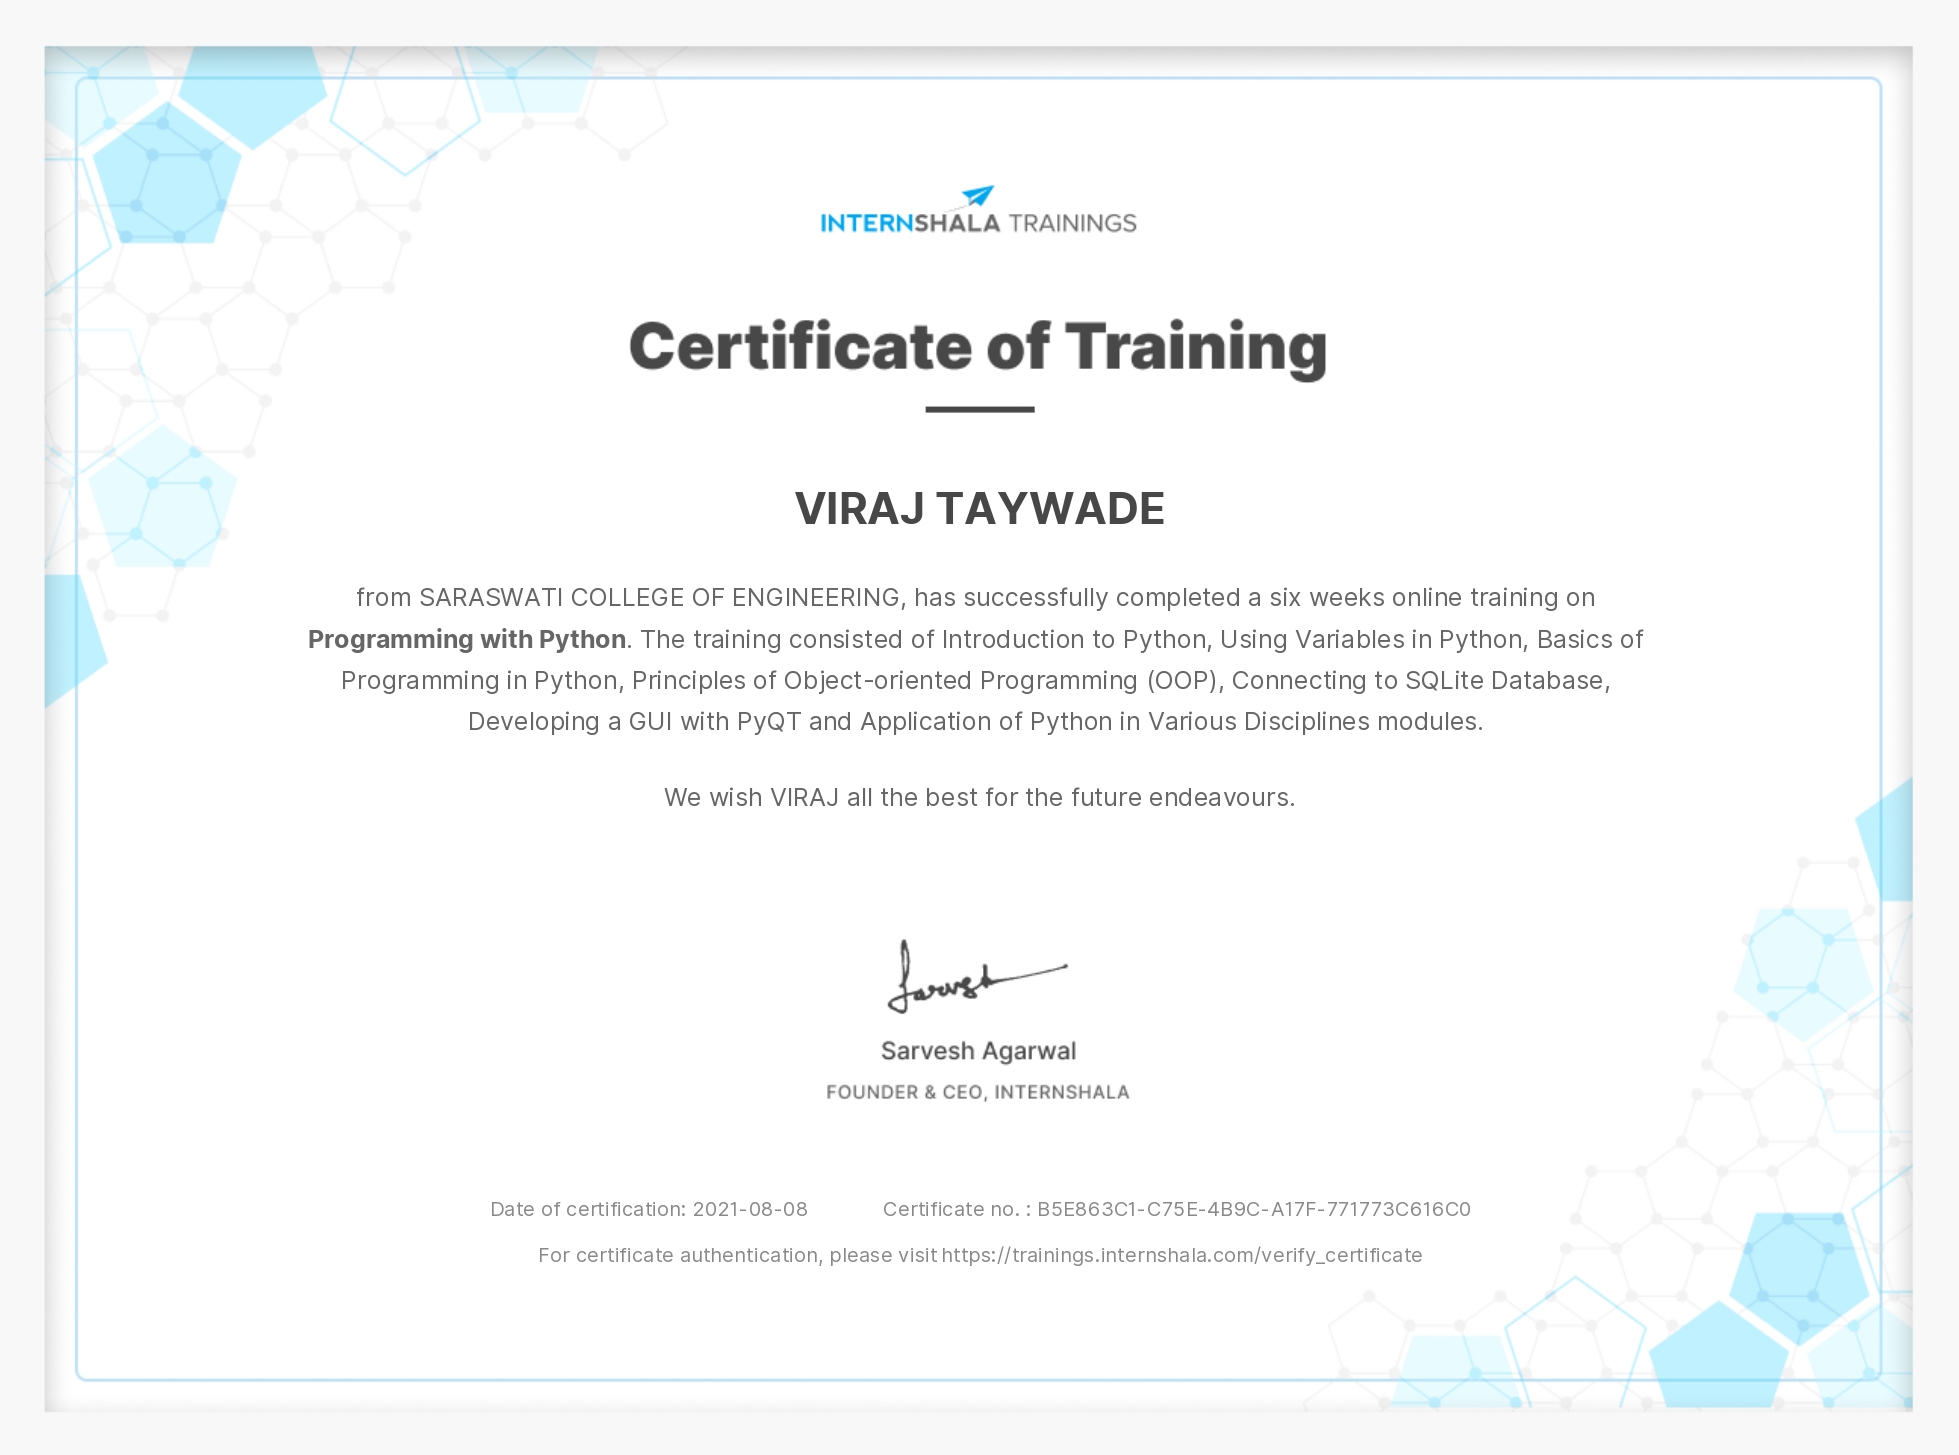 INTERNSHALA TRAININGS
Certificate of Training
VIRAJ TAYWADE
from SARASWATI COLLEGE OF ENGINEERING, has successfully completed a six weeks online training on
Programming with Python. The training consisted of Introduction to Python, Using Variables in Python, Basics of
Programming in Python, Principles of Object-oriented Programming (OOP), Connecting to SQLite Database,
Developing a GUI with PyQT and Application of Python in Various Disciplines modules.
We wish VIRAJ all the best for the future endeavours.
Sarvesh
Sarvesh Agarwal
FOUNDER & CEO, INTERNSHALA
Date of certification: 2021-08-08 Certificate no. : B5E863C1-C75E-4B9C-A17F-771773C616C0
For certificate authentication, please visit https://trainings.internshala.com/verify_certificate